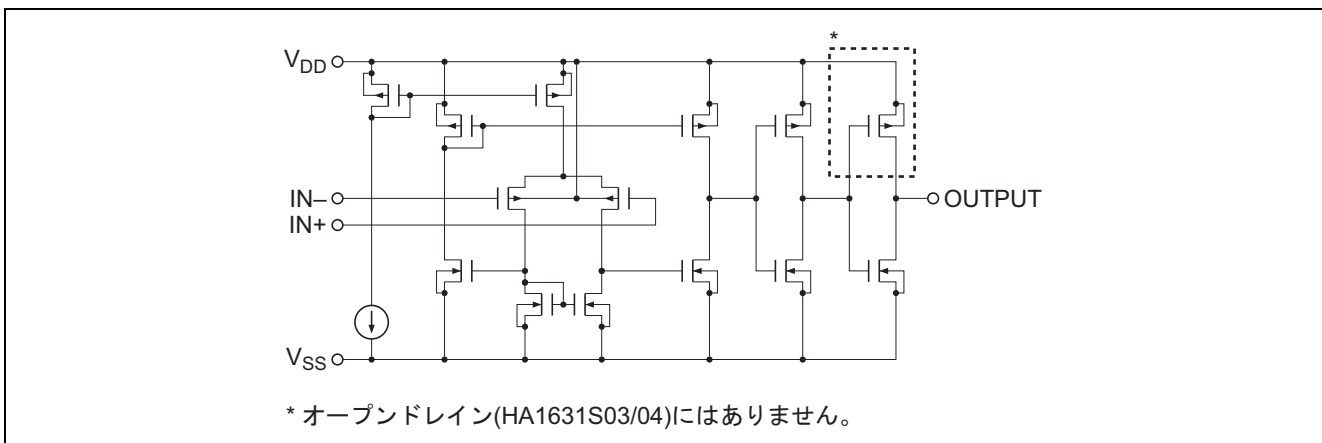 *
VDD
IN–
IN+
OUTPUT
VSS
* オープンドレイン(HA1631S03/04)にはありません。